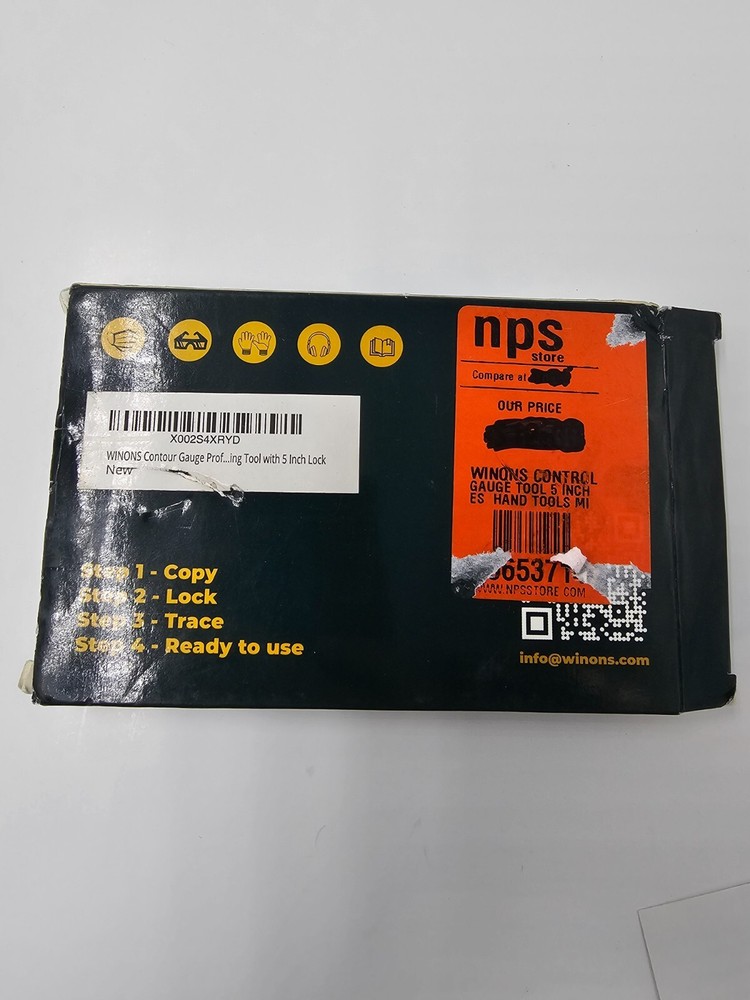 X002S4XRYD
WINONS Contour Gauge Prof...ing Tool with 5 Inch Lock
New
Step 1 - Copy
Step 2 - Lock
Step 3 - Trace
Step 4 - Ready to use
nps
store
Compare at
OUR PRICE
WINONS CONTROL
GAUGE TOOL 5 INCH
ES HAND TOOLS MI
WWW.NPSSTORE.COM
info@winons.com